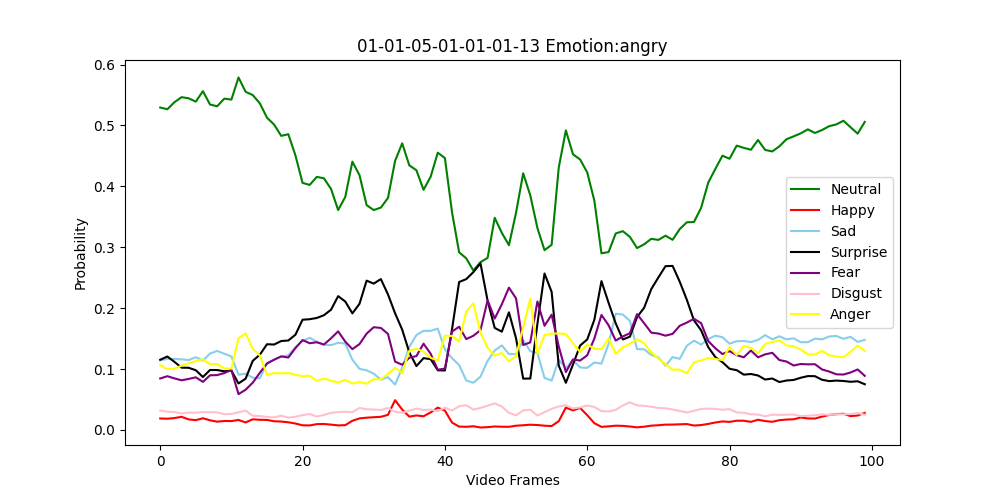 01-01-05-01-01-01-13 Emotion:angry
Probability
0.6
0.5
0.4
0.3
0.2
0.1
0.0
Neutral
Happy
Sad
Surprise
Fear
Disgust
Anger
0 20 40 60 80 100
Video Frames